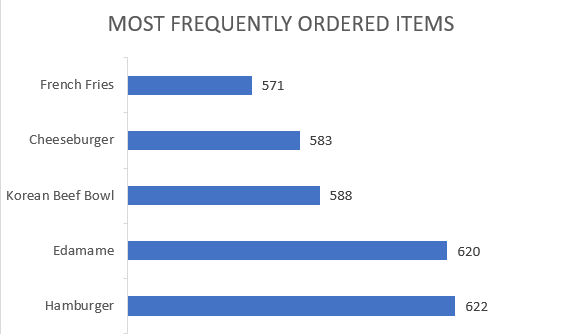 MOST FREQUENTLY ORDERED ITEMS
French Fries 571
Cheeseburger 583
Korean Beef Bowl 588
Edamame 620
Hamburger 622